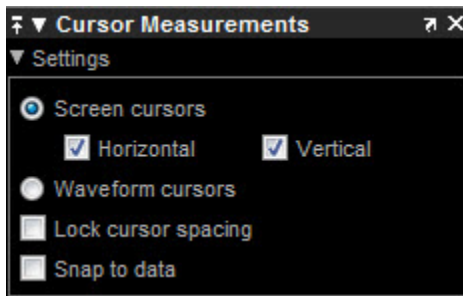 Cursor Measurements
Settings
Screen cursors
Horizontal Vertical
Waveform cursors
Lock cursor spacing
Snap to data